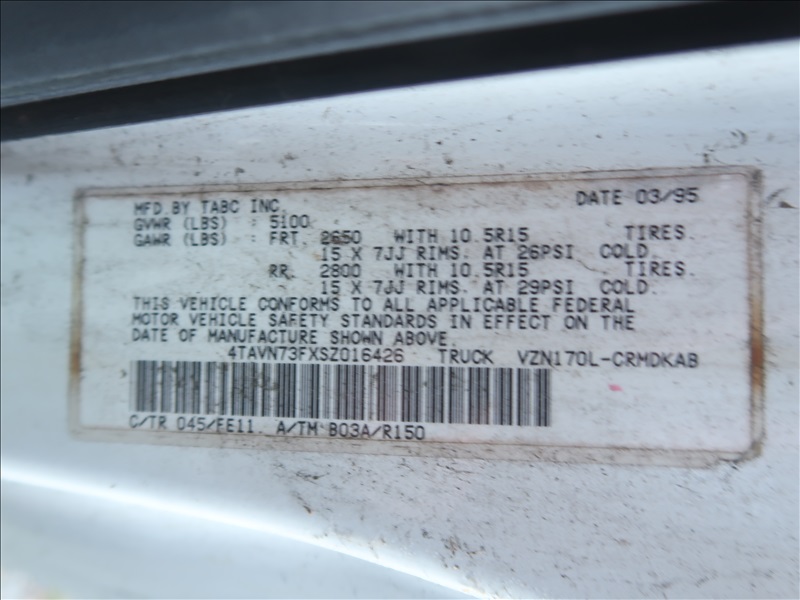 MFD.BY TABC INC. DATE 03/95
GVWR (LBS) : 5100
GAWR (LBS) : FRT. 2650 WITH 10.5R15 TIRES.
15 X 7JJ RIMS. AT 26PSI COLD.
RR. 2800 WITH 10.5R15 TIRES.
15 X 7JJ RIMS. AT 29PSI COLD.
THIS VEHICLE CONFORMS TO ALL APPLICABLE FEDERAL
MOTOR VEHICLE SAFETY STANDARDS IN EFFECT ON THE
DATE OF MANUFACTURE SHOWN ABOVE.
4TAVN73FXSZ016426 TRUCK VZN170L-CRMDKAB
C/TR 045/FE11. A/TM B03A/R150